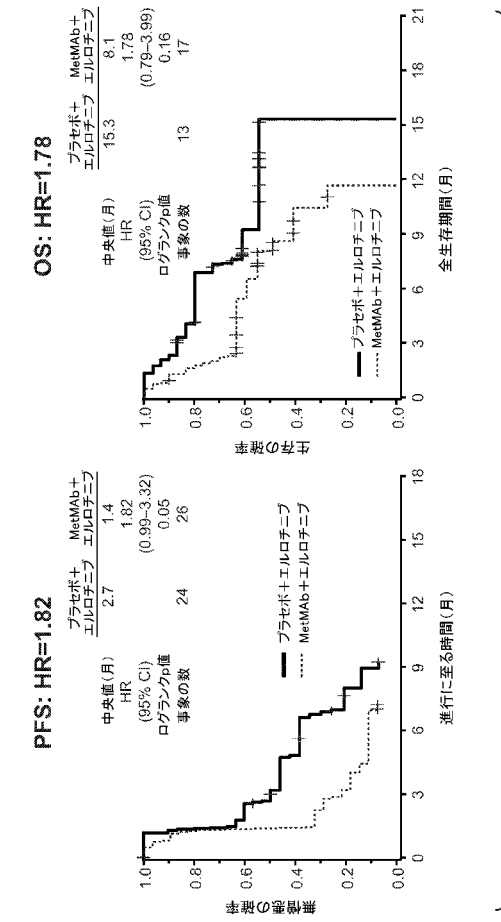 PFS: HR=1.82
プラセボ+ MetMAb+
エルロチニブ エルロチニブ
中央値(月) 2.7 1.4
HR 1.82
(95% CI) (0.99–3.32)
ログランクp値 0.05
事象の数 24 26
プラセボ+エルロチニブ
MetMAb+エルロチニブ
無憎悪の確率
1.0
0.8
0.6
0.4
0.2
0.0
0 3 6 9 12 15 18
進行に至る時間(月)
OS: HR=1.78
プラセボ+ MetMAb+
エルロチニブ エルロチニブ
中央値(月) 15.3 8.1
HR 1.78
(95% CI) (0.79–3.99)
ログランクp値 0.16
事象の数 13 17
プラセボ+エルロチニブ
MetMAb+エルロチニブ
生存の確率
1.0
0.8
0.6
0.4
0.2
0.0
0 3 6 9 12 15 18 21
全生存期間(月)